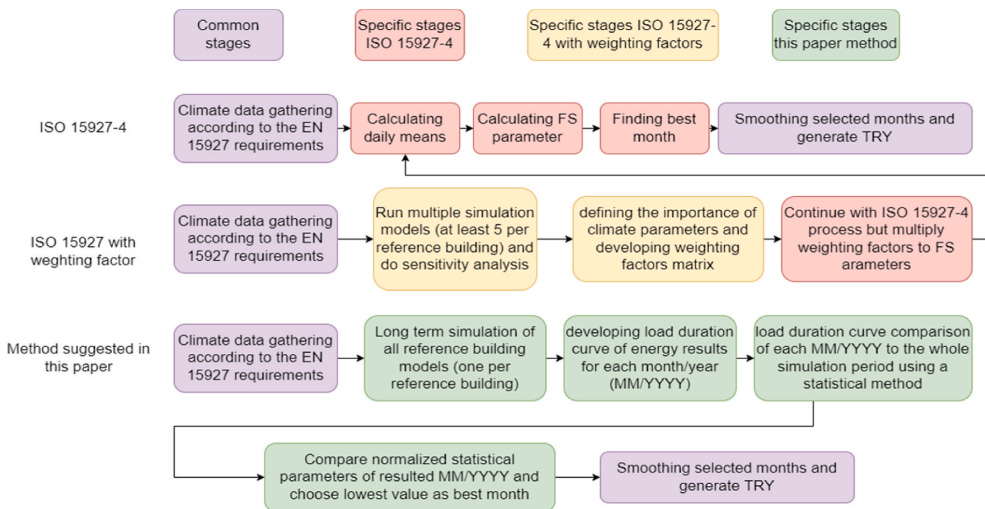 Common
stages
Specific stages
ISO 15927-4
Specific stages ISO 15927-
4 with weighting factors
Specific stages
this paper method
ISO 15927-4
Climate data gathering
according to the EN
15927 requirements
Calculating
daily means
Calculating FS
parameter
Finding best
month
Smoothing selected months and
generate TRY
ISO 15927 with
weghting factor
Climate data gathering
according to the EN
15927 requirements
Run multiple simulation
models (at least 5 per
reference building) and
do sensitivity analysis
defining the importance of
climate parameters and
developing weighting
factors matrix
Continue with ISO 15927-4
process but multiply
weighting factors to FS
arameters
Method suggested in
this paper
Climate data gathering
according to the EN
15927 requirements
Long term simulation of
all reference building
models (one per
reference building)
developing load duration
curve of energy results
for each month/year
(MM/YYYY)
load duration curve comparison
of each MM/YYYY to the whole
simulation period using a
statistical method
Compare normalized statistical
parameters of resulted MM/YYYY and
choose lowest value as best month
Smoothing selected months and
generate TRY